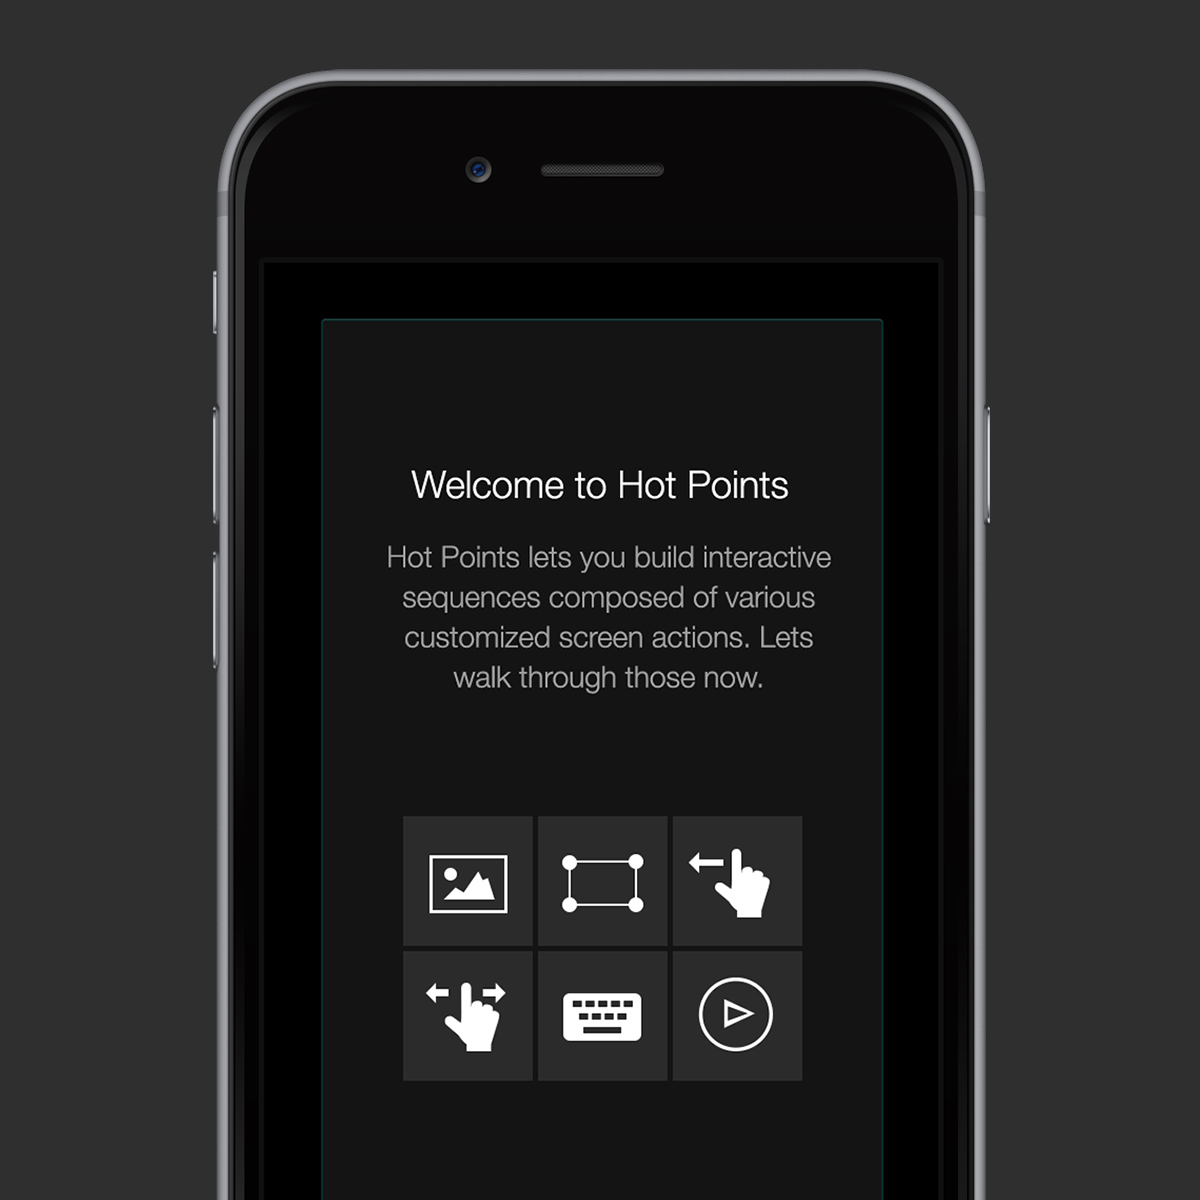 Welcome to Hot Points
Hot Points lets you build interactive
sequences composed of various
customized screen actions. Lets
walk through those now.